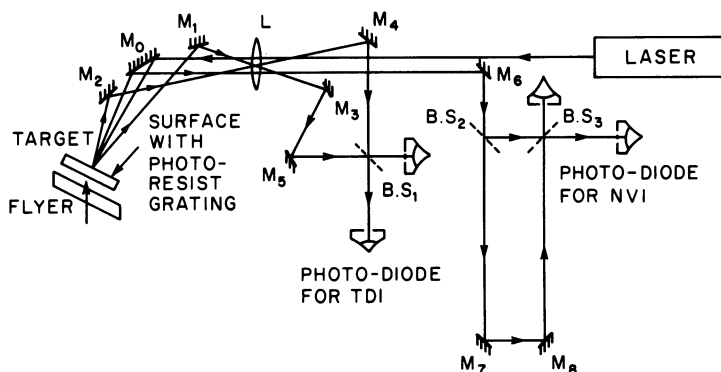 M1
L
M4
M0
LASER
M2
M6
M3
TARGET
SURFACE
WITH
PHOTO-
RESIST
GRATING
FLYER
M5
B.S1
B.S2
B.S3
PHOTO-DIODE
FOR NVI
PHOTO-DIODE
FOR TDI
M7
M8